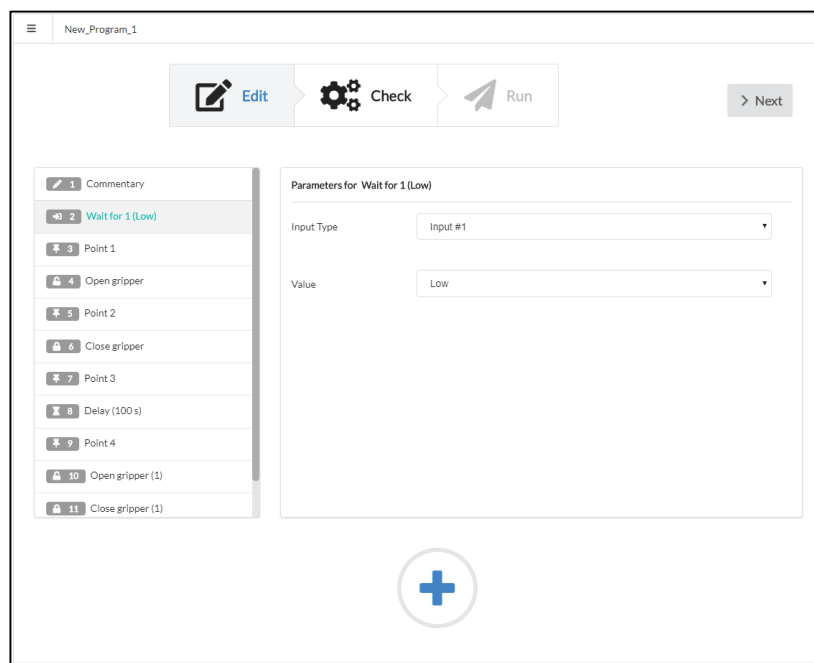 New_Program_1
Edit
Check
Run
Next
1 Commentary
2 Wait for 1 (Low)
3 Point 1
4 Open gripper
5 Point 2
6 Close gripper
7 Point 3
8 Delay (100 s)
9 Point 4
10 Open gripper (1)
11 Close gripper (1)
Parameters for Wait for 1 (Low)
Input Type Input #1
Value Low